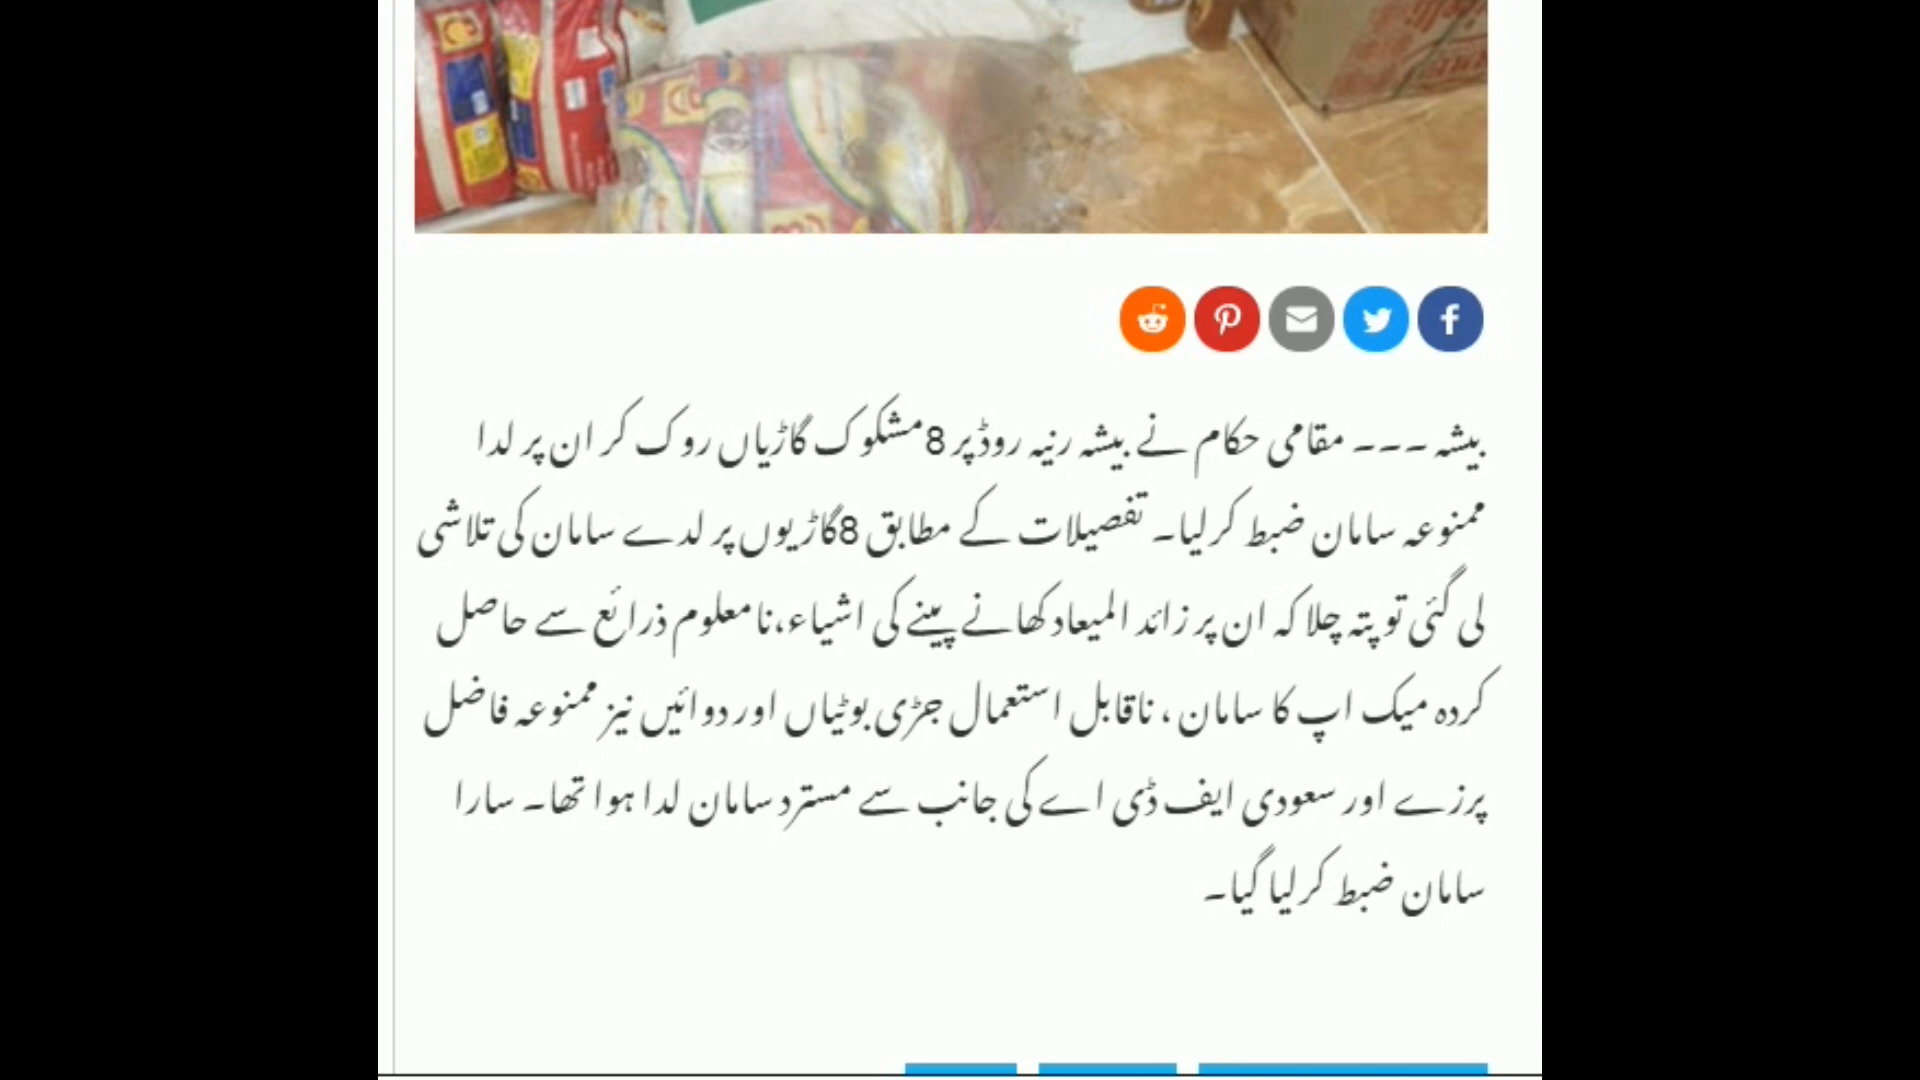 بیشہ ۔۔۔ مقامی حکام نے بیشہ رنیہ روڈ پر 8 مشکوک گاڑیاں روک کر ان پر لدا
ممنوعہ سامان ضبط کرلیا۔ تفصیلات کے مطابق 8گاڑیوں پر لدے سامان کی تلاشی
لی گئی تو پتہ چلا کہ ان پر زائد المیعاد کھانے پینے کی اشیاء،نامعلوم ذرائع سے حاصل
کردہ میک اپ کا سامان ، ناقابل استعمال جڑی بوٹیاں اور دوائیں نیز ممنوعہ فاضل
پرزے اور سعودی ایف ڈی اے کی جانب سے مسترد سامان لدا ہوا تھا۔ سارا
سامان ضبط کرلیا گیا۔